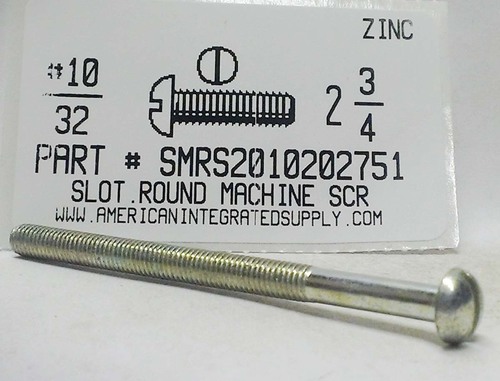 ZINC
#10
32
2 3
4
PART # SMRS2010202751
SLOT.ROUND MACHINE SCR
WWW.AMERICANINTEGRATEDSUPPLY.COM